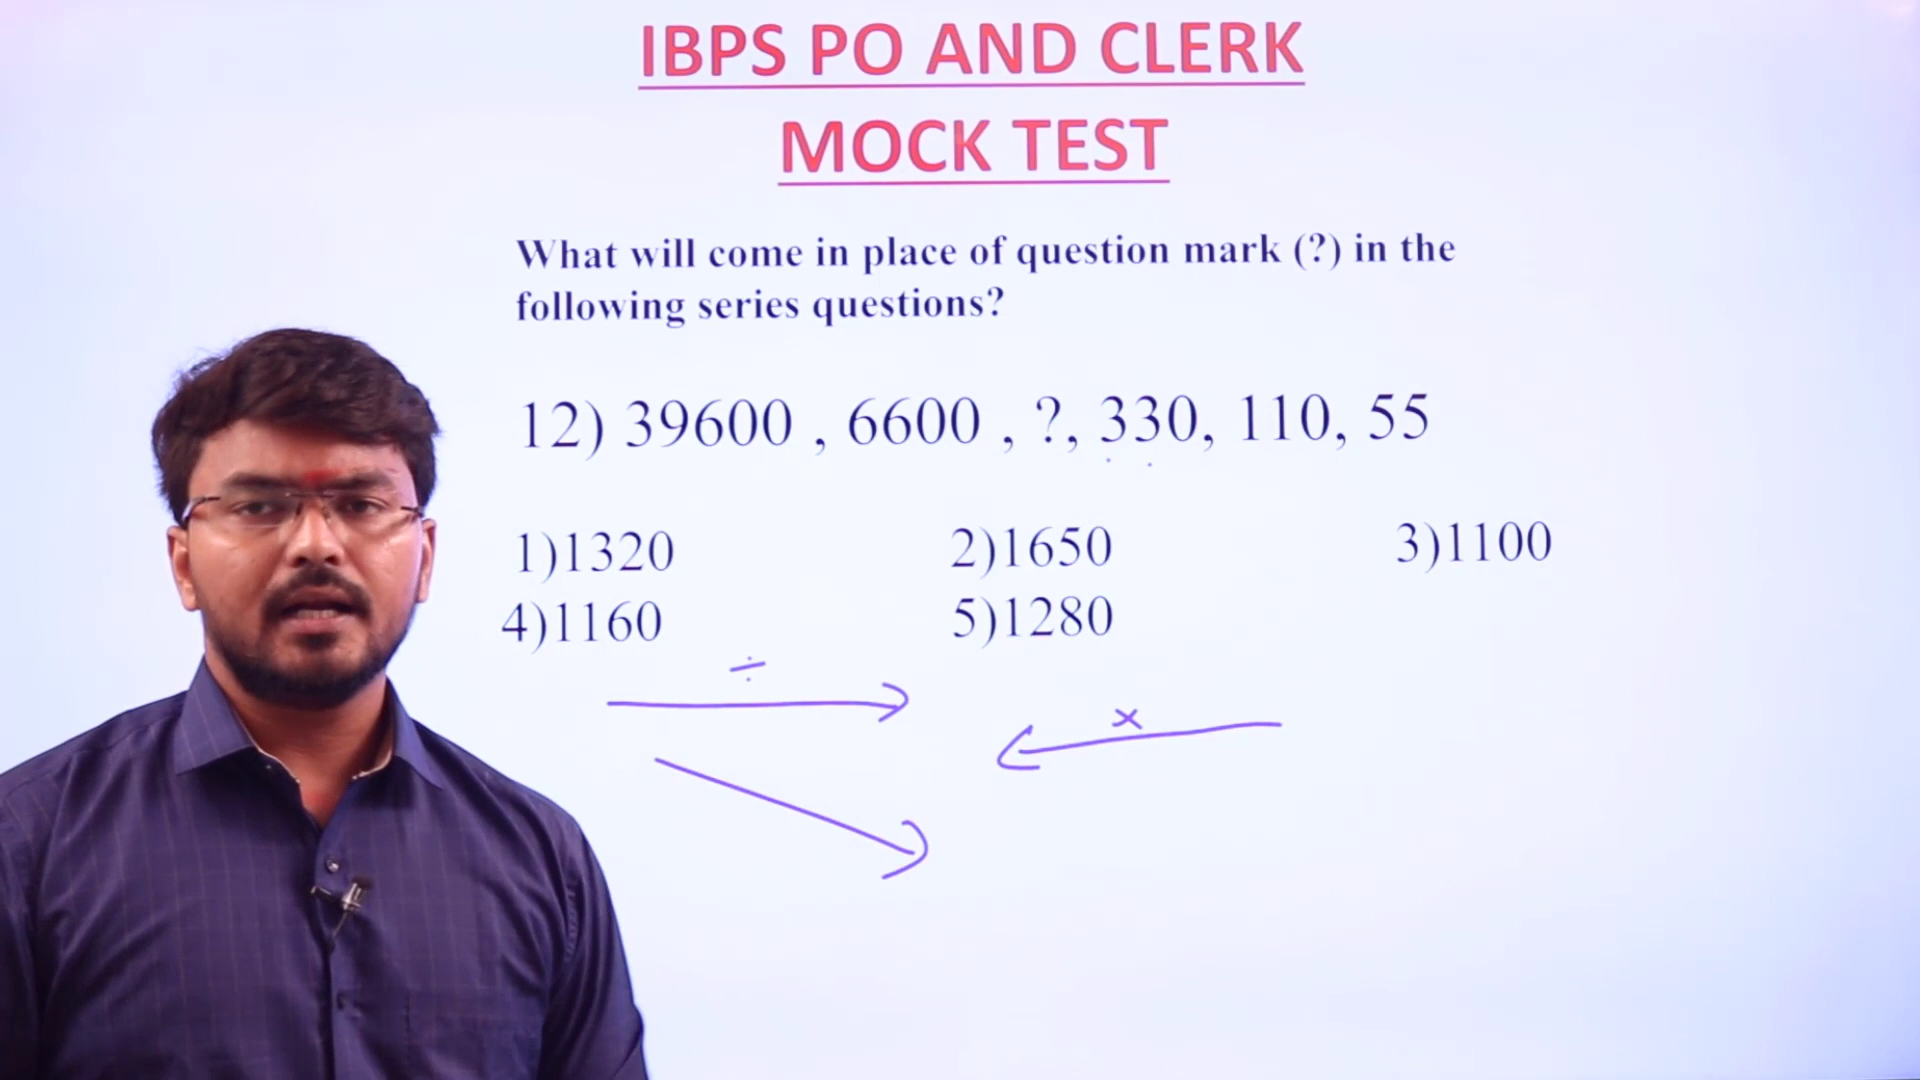 IBPS PO AND CLERK
MOCK TEST
What will come in place of question mark (?) in the
following series questions?
12) 39600 , 6600 , ?, 330, 110, 55
1)1320 2)1650 3)1100
4)1160 5)1280
÷
×